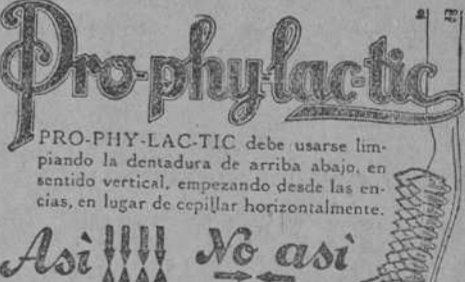 Pro-phy-lac-tic
PRO-PHY-LAC-TIC debe usarse lim-
piando la dentadura de arriba abajo, en
sentido vertical, empezando desde las en-
cías, en lugar de cepillar horizontalmente.
Asì No así